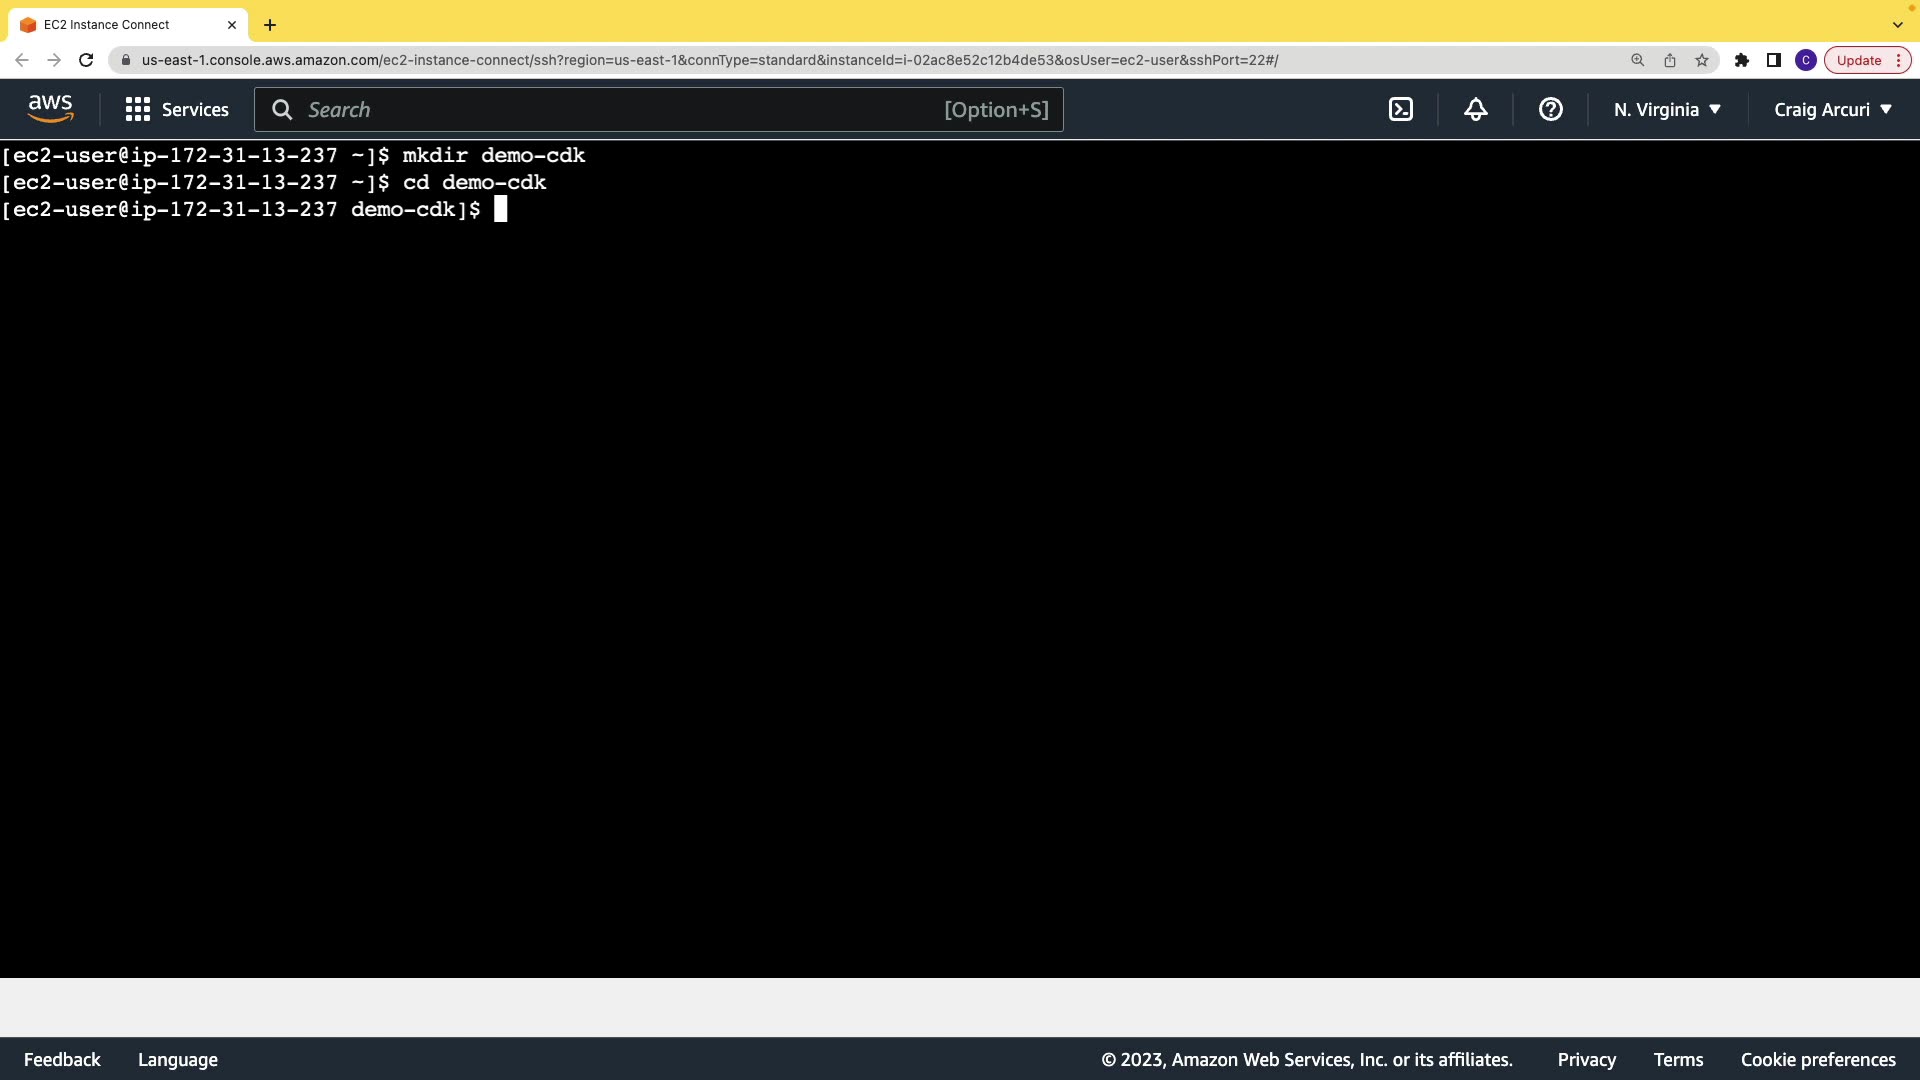 EC2 Instance Connect
us-east-1.console.aws.amazon.com/ec2-instance-connect/ssh?region=us-east-1&connType=standard&instanceId=i-02ac8e52c12b4de53&osUser=ec2-user&sshPort=22#/
C
Update
aws
Services
Search
[Option+S]
N. Virginia
Craig Arcuri
[ec2-user@ip-172-31-13-237 ~]$ mkdir demo-cdk
[ec2-user@ip-172-31-13-237 ~]$ cd demo-cdk
[ec2-user@ip-172-31-13-237 demo-cdk]$
Feedback
Language
© 2023, Amazon Web Services, Inc. or its affiliates.
Privacy
Terms
Cookie preferences